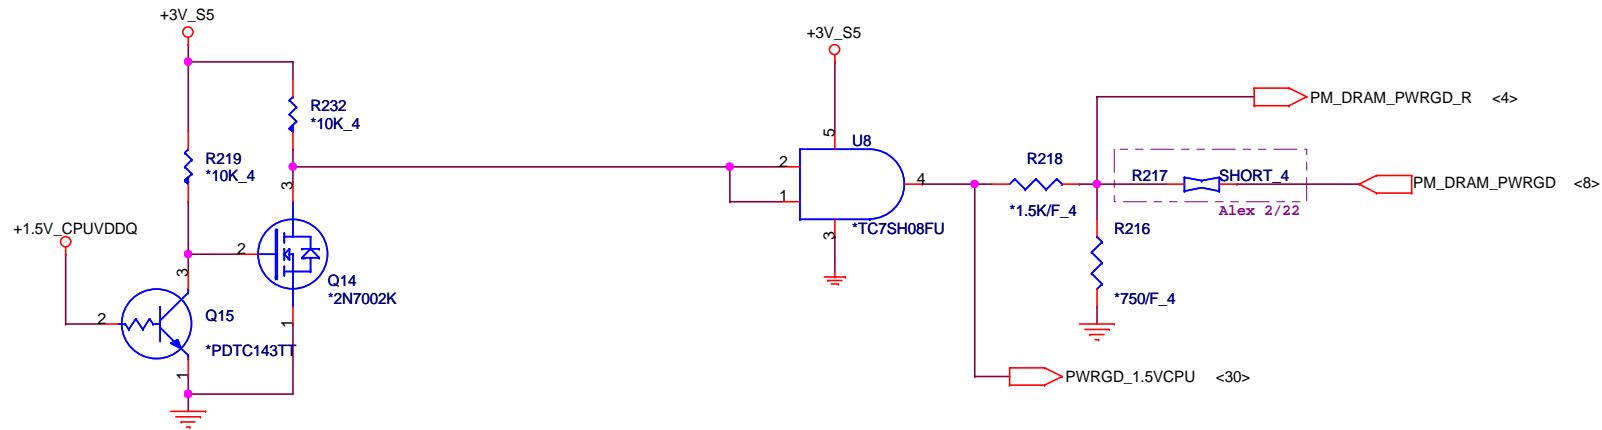 +3V_S5
+3V_S5
R232
*10K_4
PM_DRAM_PWRGD_R <4>
5
U8
R219
*10K_4
2
R218
R217
SHORT_4
PM_DRAM_PWRGD <8>
3
1
4
*1.5K/F_4
Alex 2/22
+1.5V_CPUVDDQ
2
3
*TC7SH08FU
R216
3
Q14
*2N7002K
*750/F_4
2
Q15
1
*PDTC143TT
1
PWRGD_1.5VCPU <30>